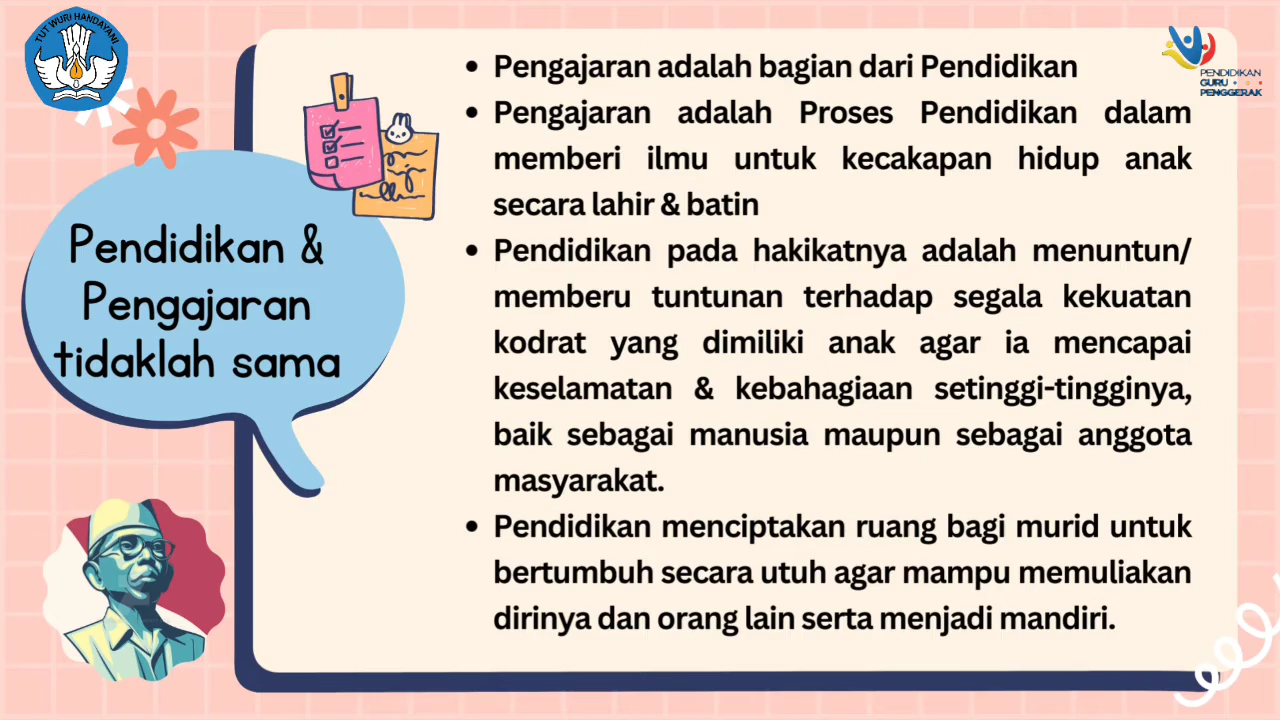 TUT WURI HANDAYANI
PENDIDIKAN
GURU
PENGGERAK
Pendidikan &
Pengajaran
tidaklah sama
• Pengajaran adalah bagian dari Pendidikan
• Pengajaran adalah Proses Pendidikan dalam
memberi ilmu untuk kecakapan hidup anak
secara lahir & batin
• Pendidikan pada hakikatnya adalah menuntun/
memberu tuntunan terhadap segala kekuatan
kodrat yang dimiliki anak agar ia mencapai
keselamatan & kebahagiaan setinggi-tingginya,
baik sebagai manusia maupun sebagai anggota
masyarakat.
• Pendidikan menciptakan ruang bagi murid untuk
bertumbuh secara utuh agar mampu memuliakan
dirinya dan orang lain serta menjadi mandiri.